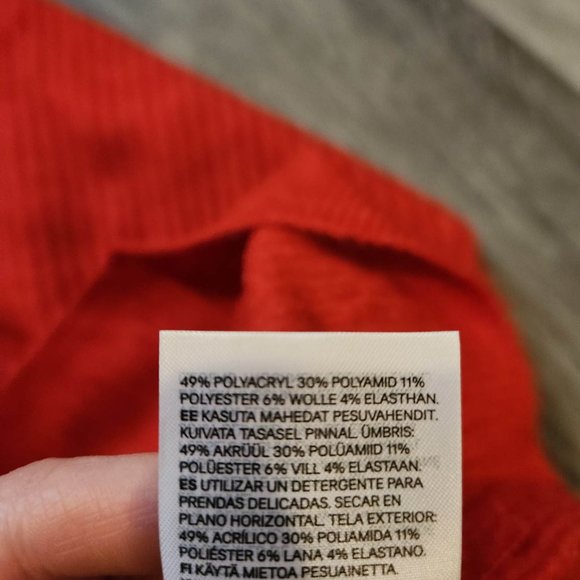 49% POLYACRYL 30% POLYAMID 11%
POLYESTER 6% WOLLE 4% ELASTHAN.
EE KASUTA MAHEDAT PESUVAHENDIT.
KUIVATA TASASEL PINNAL. ÜMBRIS:
49% AKRÜÜL 30% POLÜAMIID 11%
POLÜESTER 6% VILL 4% ELASTAAN.
ES UTILIZAR UN DETERGENTE PARA
PRENDAS DELICADAS. SECAR EN
PLANO HORIZONTAL. TELA EXTERIOR:
49% ACRÍLICO 30% POLIAMIDA 11%
POLIÉSTER 6% LANA 4% ELASTANO.
FI KÄYTÄ MIETOA PESUAINETTA.